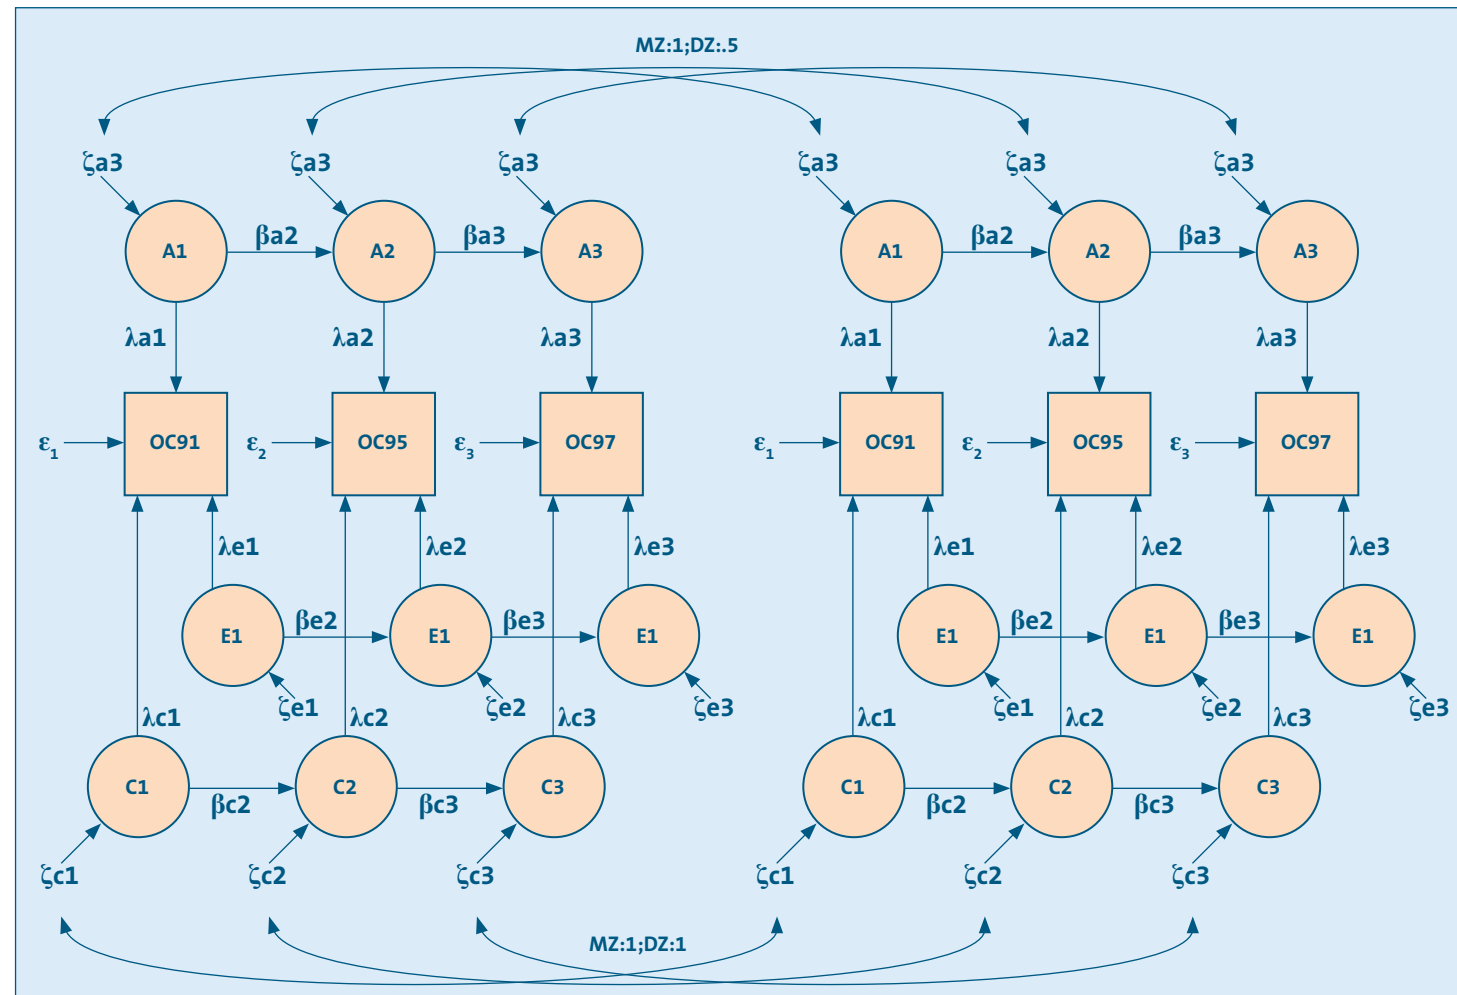 MZ:1;DZ:.5
ζa3 ζa3 ζa3 ζa3 ζa3 ζa3
βa2 βa3 βa2 βa3
A1 A2 A3 A1 A2 A3
λa1 λa2 λa3 λa1 λa2 λa3
ε1 OC91 ε2 OC95 ε3 OC97 ε1 OC91 ε2 OC95 ε3 OC97
λe1 λe2 λe3 λe1 λe2 λe3
βe2 βe3 βe2 βe3
E1 E1 E1 E1 E1 E1
ζe1 ζe2 ζe3 ζe1 ζe2 ζe3
λc1 λc2 λc3 λc1 λc2 λc3
C1 C2 C3 C1 C2 C3
βc2 βc3 βc2 βc3
ζc1 ζc2 ζc3 ζc1 ζc2 ζc3
MZ:1;DZ:1